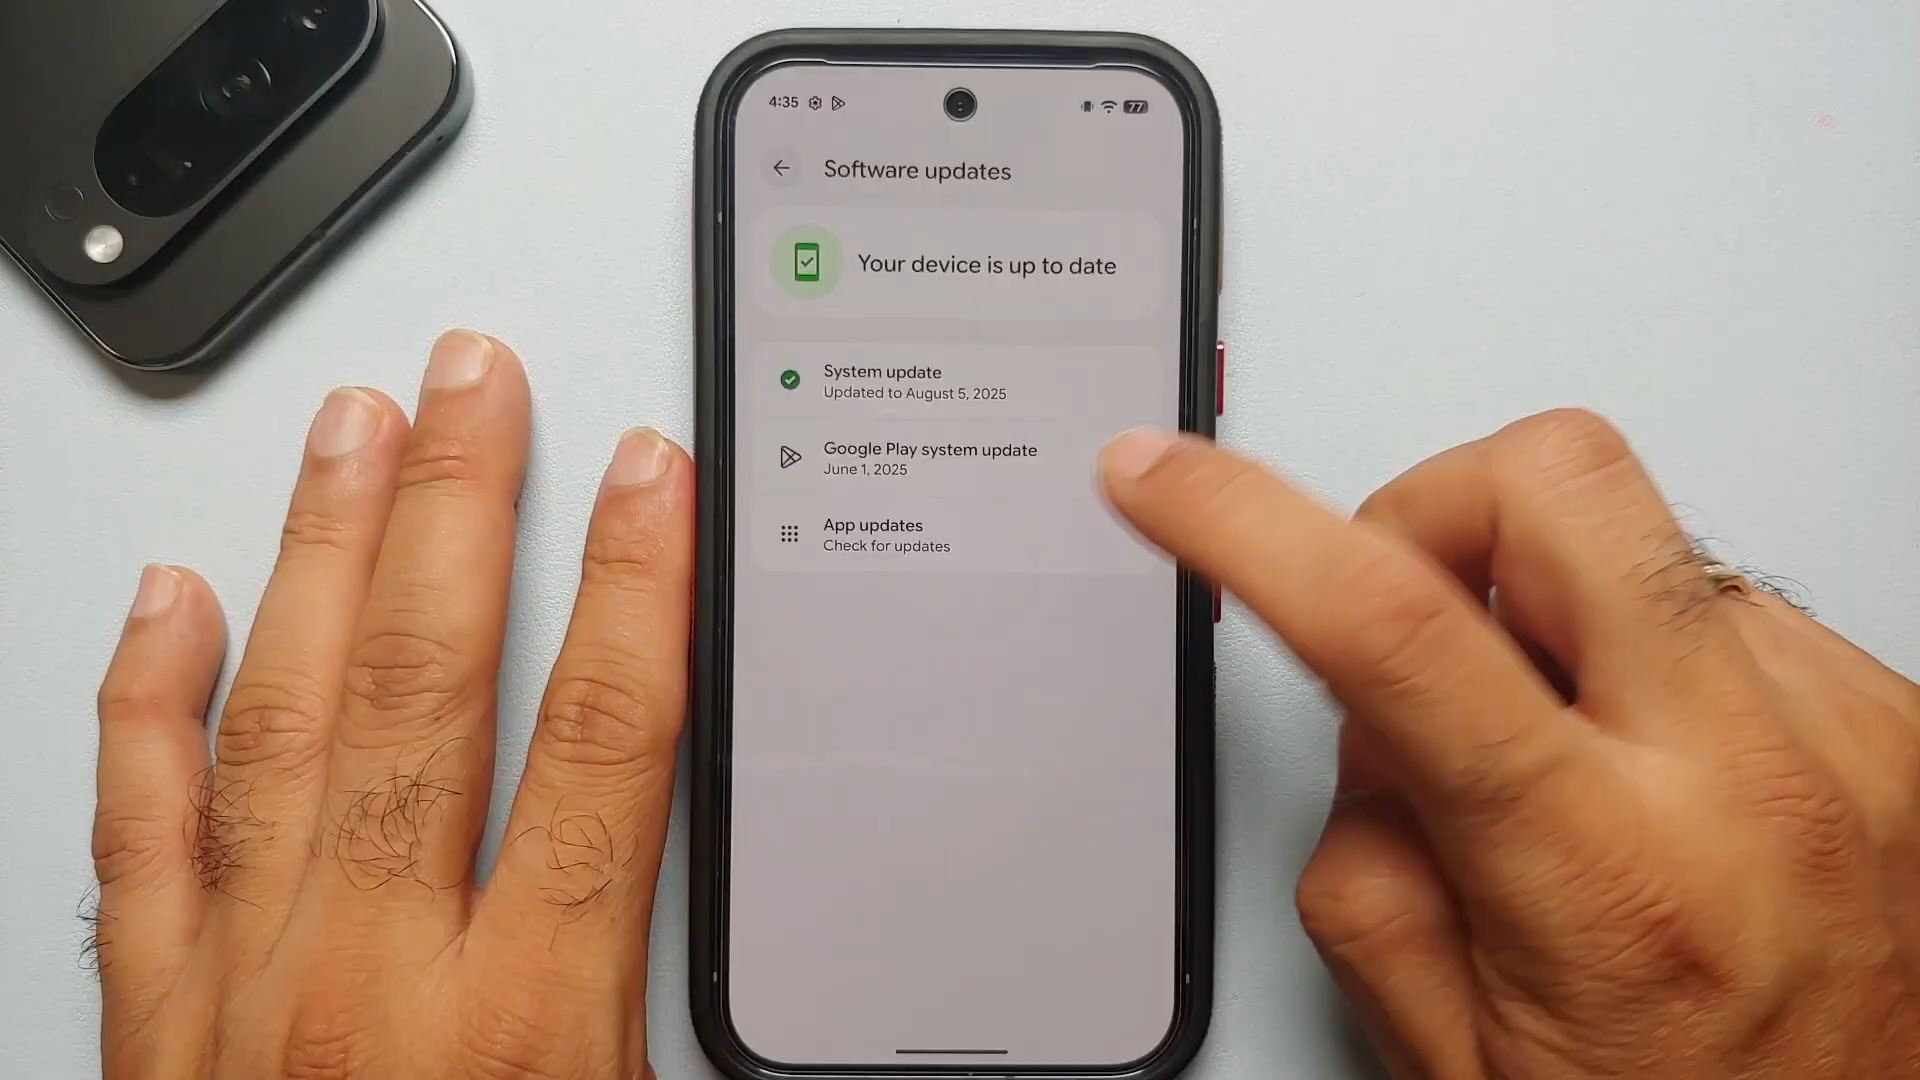 4:35
77
Software updates
Your device is up to date
System update
Updated to August 5, 2025
Google Play system update
June 1, 2025
App updates
Check for updates